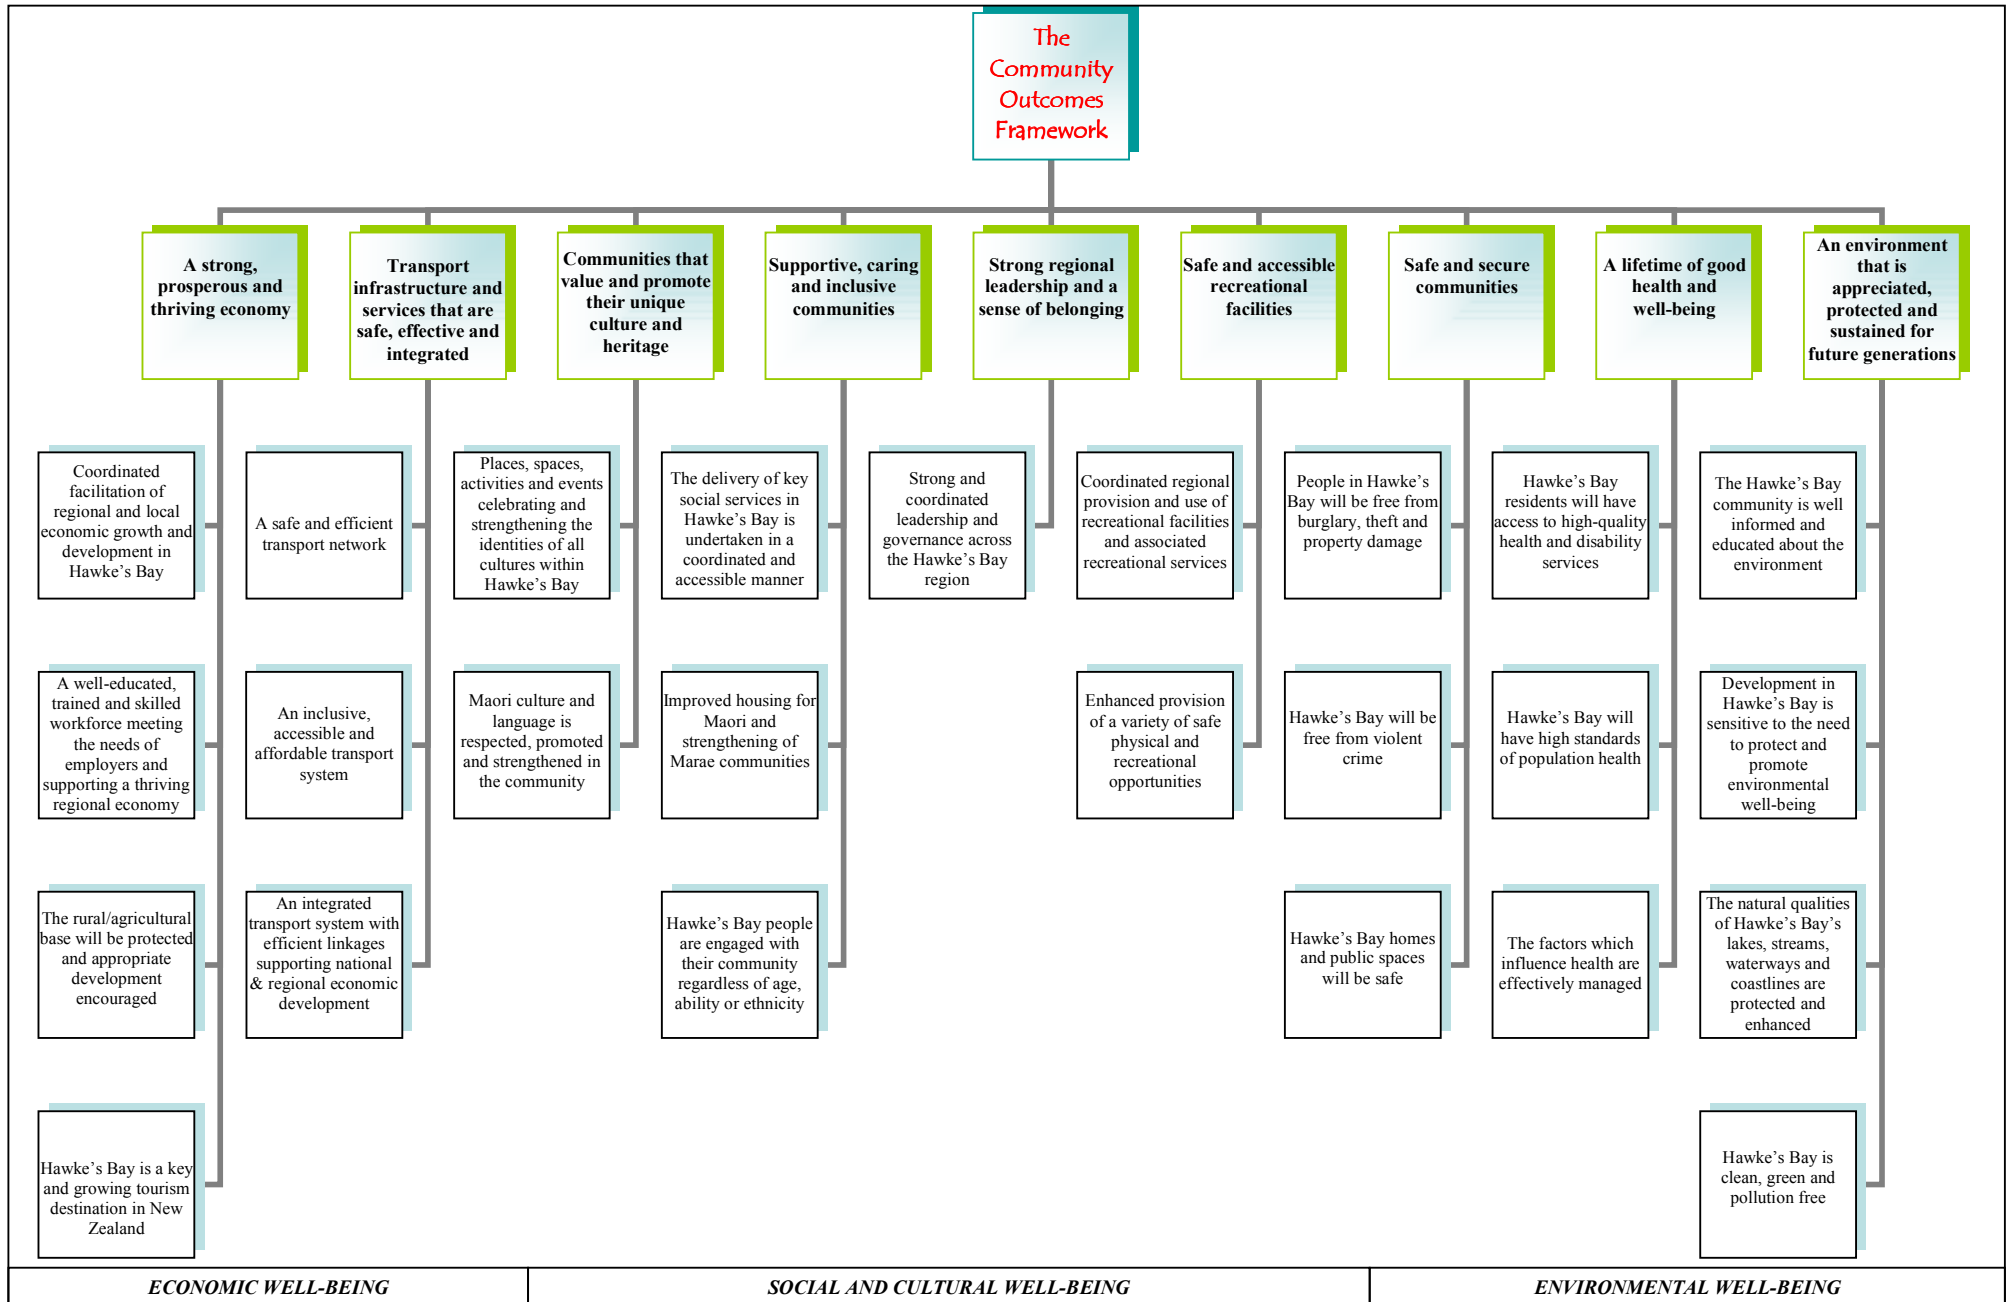 The
Community
Outcomes
Framework
A strong,
prosperous and
thriving economy
Transport
infrastructure and
services that are
safe, effective and
integrated
Communities that
value and promote
their unique
culture and
heritage
Supportive, caring
and inclusive
communities
Strong regional
leadership and a
sense of belonging
Safe and accessible
recreational
facilities
Safe and secure
communities
A lifetime of good
health and
well-being
An environment
that is
appreciated,
protected and
sustained for
future generations
Coordinated
facilitation of
regional and local
economic growth and
development in
Hawke’s Bay
A safe and efficient
transport network
Places, spaces,
activities and events
celebrating and
strengthening the
identities of all
cultures within
Hawke’s Bay
The delivery of key
social services in
Hawke’s Bay is
undertaken in a
coordinated and
accessible manner
Strong and
coordinated
leadership and
governance across
the Hawke’s Bay
region
Coordinated regional
provision and use of
recreational facilities
and associated
recreational services
People in Hawke’s
Bay will be free from
burglary, theft and
property damage
Hawke’s Bay
residents will have
access to high-quality
health and disability
services
The Hawke’s Bay
community is well
informed and
educated about the
environment
A well-educated,
trained and skilled
workforce meeting
the needs of
employers and
supporting a thriving
regional economy
An inclusive,
accessible and
affordable transport
system
Maori culture and
language is
respected, promoted
and strengthened in
the community
Improved housing for
Maori and
strengthening of
Marae communities
Enhanced provision
of a variety of safe
physical and
recreational
opportunities
Hawke’s Bay will be
free from violent
crime
Hawke’s Bay will
have high standards
of population health
Development in
Hawke’s Bay is
sensitive to the need
to protect and
promote
environmental
well-being
The rural/agricultural
base will be protected
and appropriate
development
encouraged
An integrated
transport system with
efficient linkages
supporting national
& regional economic
development
Hawke’s Bay people
are engaged with
their community
regardless of age,
ability or ethnicity
Hawke’s Bay homes
and public spaces
will be safe
The factors which
influence health are
effectively managed
The natural qualities
of Hawke’s Bay’s
lakes, streams,
waterways and
coastlines are
protected and
enhanced
Hawke’s Bay is a key
and growing tourism
destination in New
Zealand
Hawke’s Bay is
clean, green and
pollution free
ECONOMIC WELL-BEING
SOCIAL AND CULTURAL WELL-BEING
ENVIRONMENTAL WELL-BEING